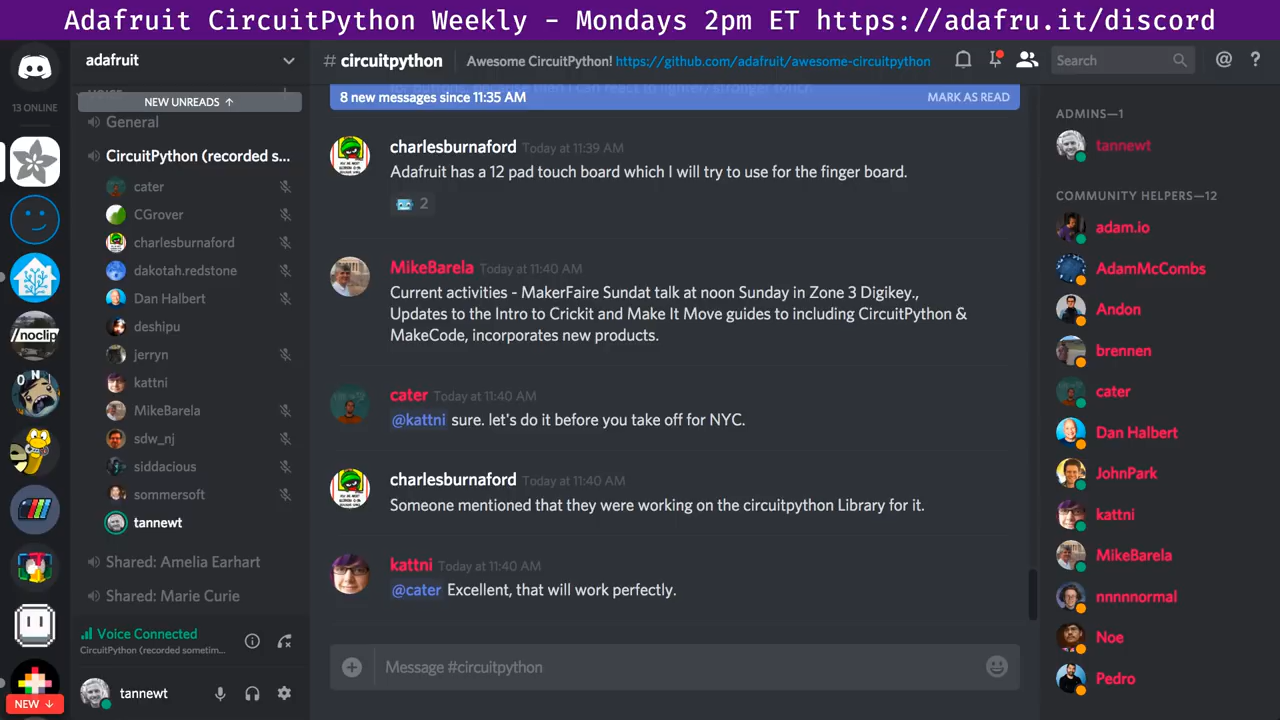 Adafruit CircuitPython Weekly - Mondays 2pm ET https://adafru.it/discord
13 ONLINE
/noclip
NEW ↓
adafruit
NEW UNREADS ↑
General
CircuitPython (recorded s...
cater
CGrover
charlesburnaford
dakotah.redstone
Dan Halbert
deshipu
jerryn
kattni
MikeBarela
sdw_nj
siddacious
sommersoft
tannewt
Shared: Amelia Earhart
Shared: Marie Curie
Voice Connected
CircuitPython (recorded sometim...
tannewt
# circuitpython
Awesome CircuitPython! https://github.com/adafruit/awesome-circuitpython
Search
8 new messages since 11:35 AM
MARK AS READ
charlesburnaford Today at 11:39 AM
Adafruit has a 12 pad touch board which I will try to use for the finger board.
2
MikeBarela Today at 11:40 AM
Current activities - MakerFaire Sundat talk at noon Sunday in Zone 3 Digikey.,
Updates to the Intro to Crickit and Make It Move guides to including CircuitPython &
MakeCode, incorporates new products.
cater Today at 11:40 AM
@kattni sure. let's do it before you take off for NYC.
charlesburnaford Today at 11:40 AM
Someone mentioned that they were working on the circuitpython Library for it.
kattni Today at 11:40 AM
@cater Excellent, that will work perfectly.
Message #circuitpython
ADMINS—1
tannewt
COMMUNITY HELPERS—12
adam.io
AdamMcCombs
Andon
brennen
cater
Dan Halbert
JohnPark
kattni
MikeBarela
nnnnnormal
Noe
Pedro